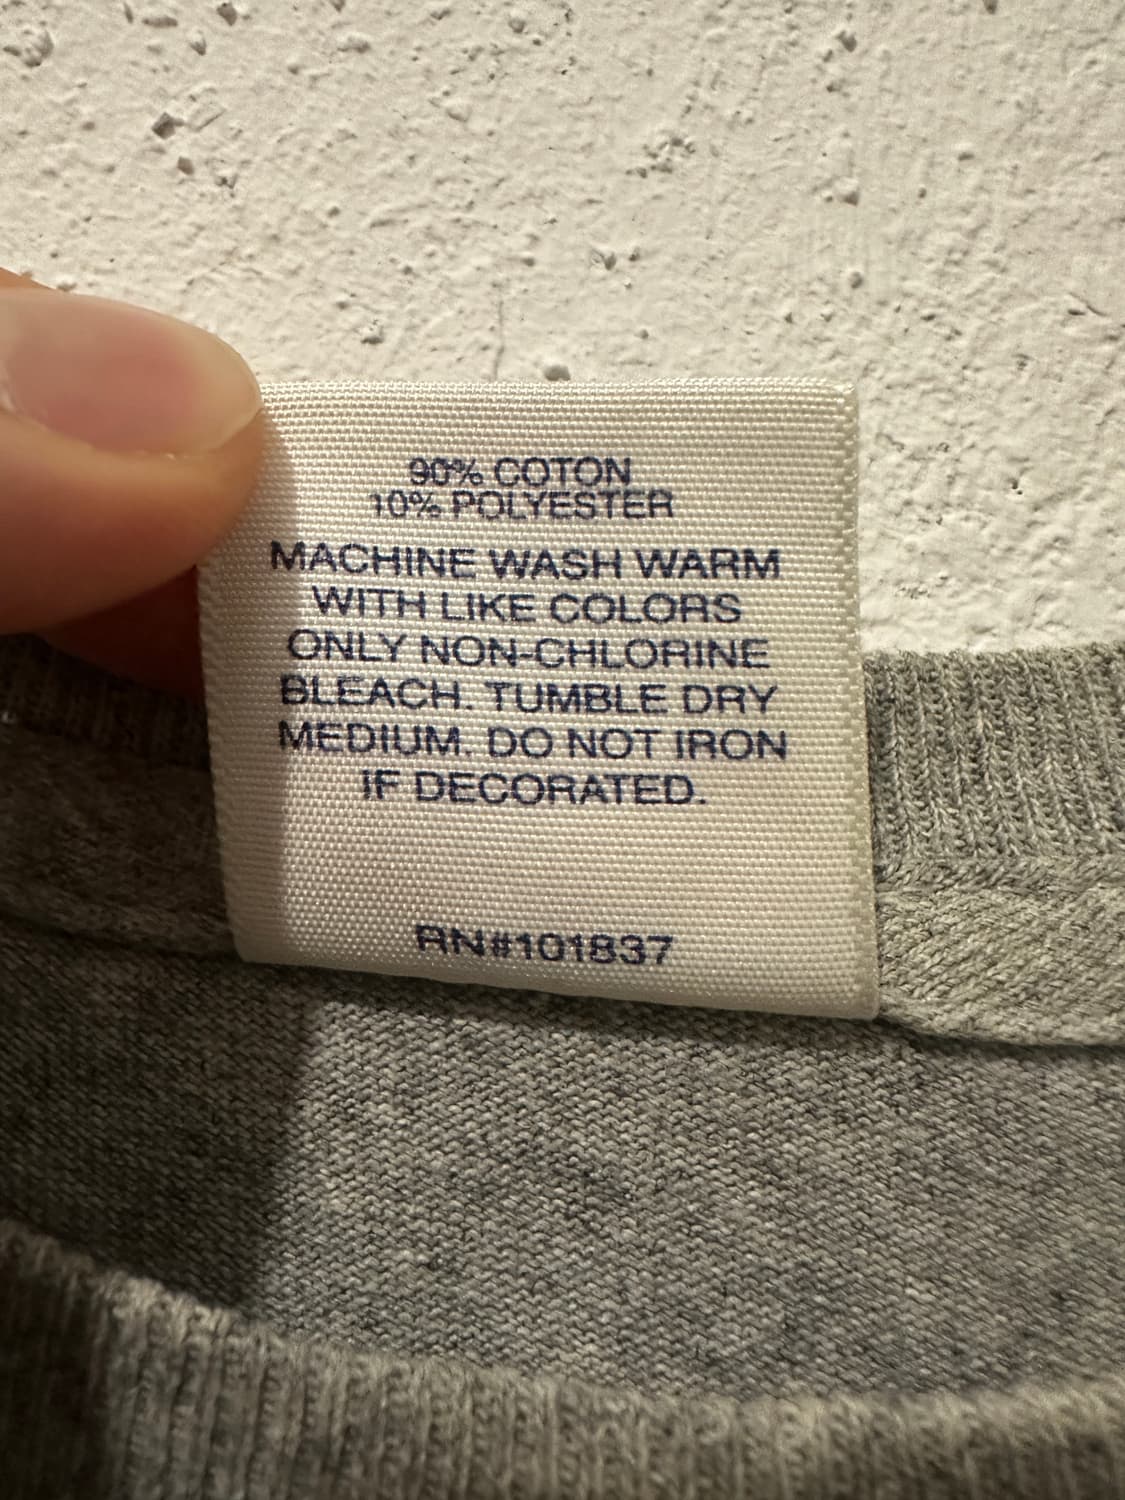 90% COTON
10% POLYESTER
MACHINE WASH WARM
WITH LIKE COLORS
ONLY NON-CHLORINE
BLEACH. TUMBLE DRY
MEDIUM. DO NOT IRON
IF DECORATED.
RN#101837